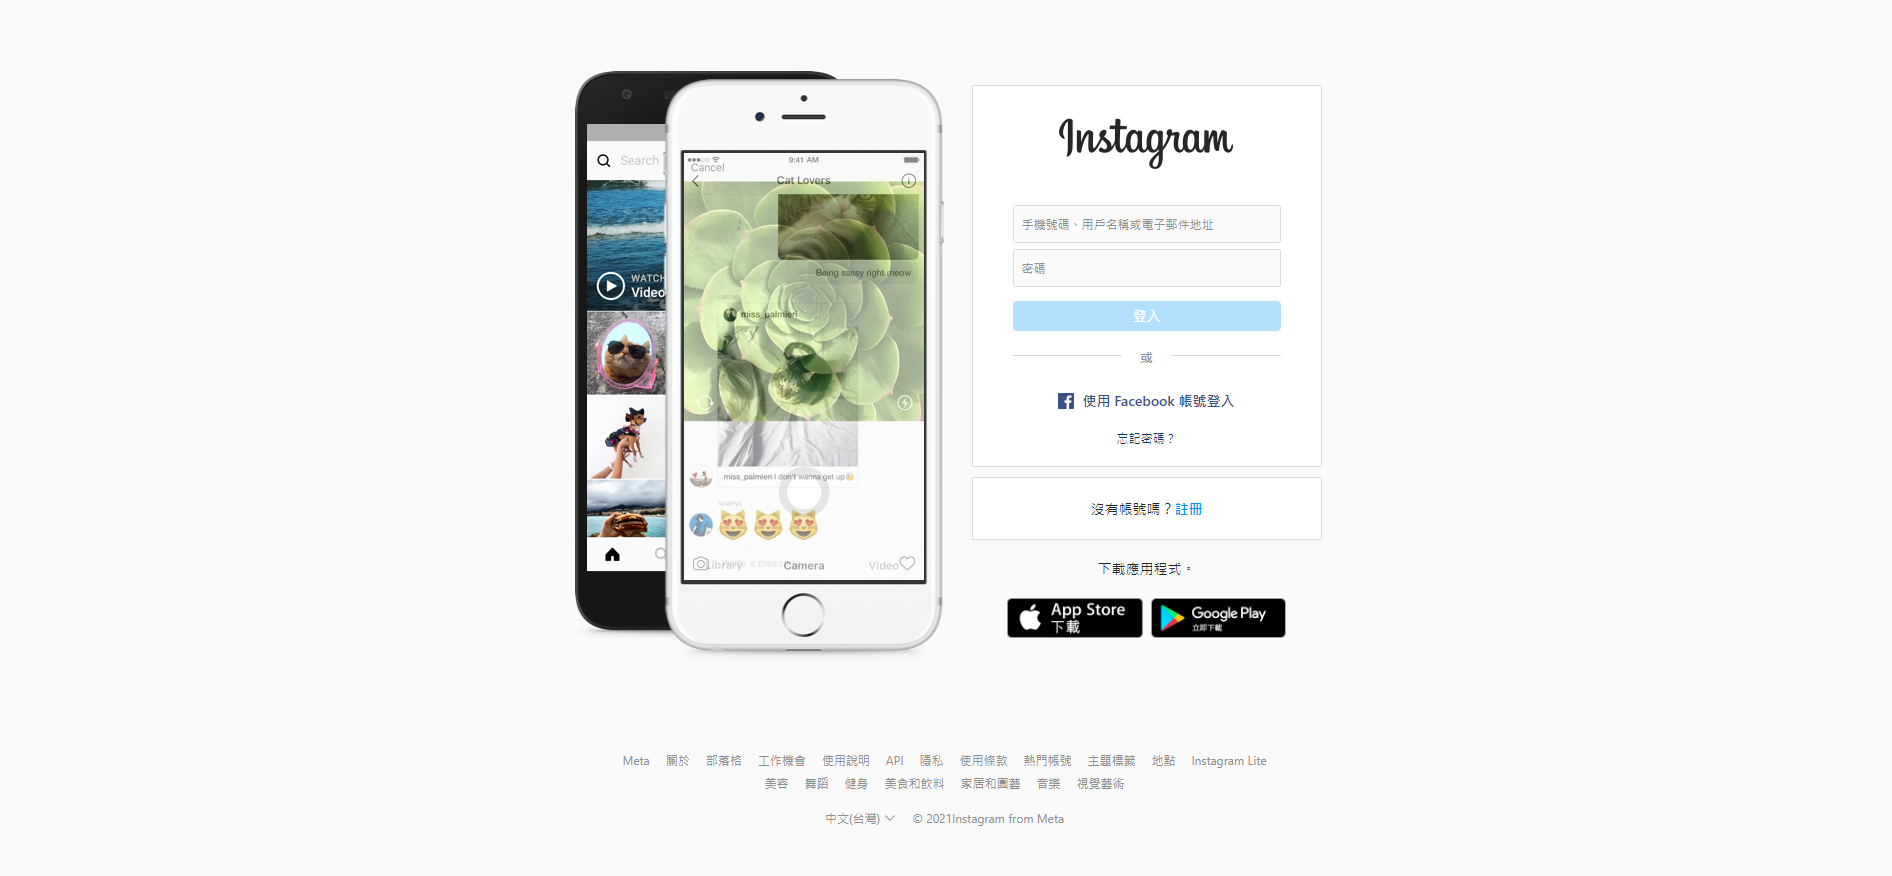 Search
WATCH
Video
9:41 AM
Cancel
Cat Lovers
Being sassy right meow
miss_palmieri
miss_palmieri I don't wanna get up
Library
Write a mess
Camera
Video
Instagram
手機號碼、用戶名稱或電子郵件地址
密碼
登入
或
使用 Facebook 帳號登入
忘記密碼？
沒有帳號嗎？註冊
下載應用程式。
App Store
下載
Google Play
立即下載
Meta 關於 部落格 工作機會 使用說明 API 隱私 使用條款 熱門帳號 主題標籤 地點 Instagram Lite
美容 舞蹈 健身 美食和飲料 家居和園藝 音樂 視覺藝術
中文(台灣) © 2021Instagram from Meta